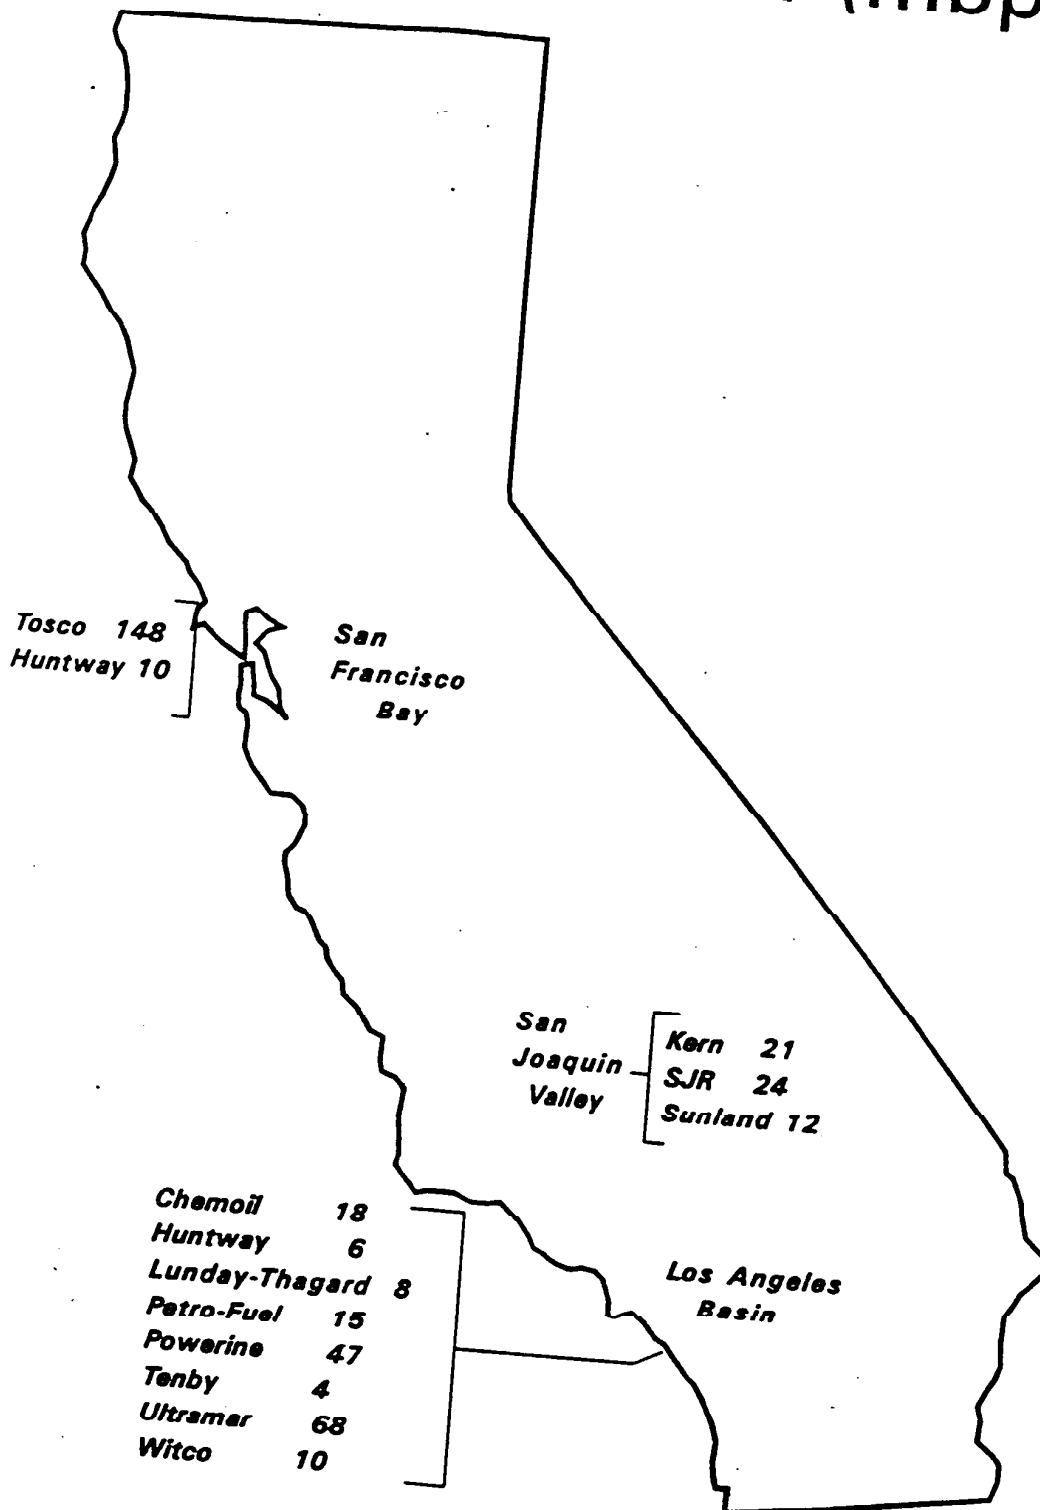 (mbp
Tosco 148
Huntway 10
San
Francisco
Bay
San
Joaquin
Valley
Kern 21
SJR 24
Sunland 12
Chemoil 18
Huntway 6
Lunday-Thagard 8
Petro-Fuel 15
Powerine 47
Tenby 4
Ultramar 68
Witco 10
Los Angeles
Basin